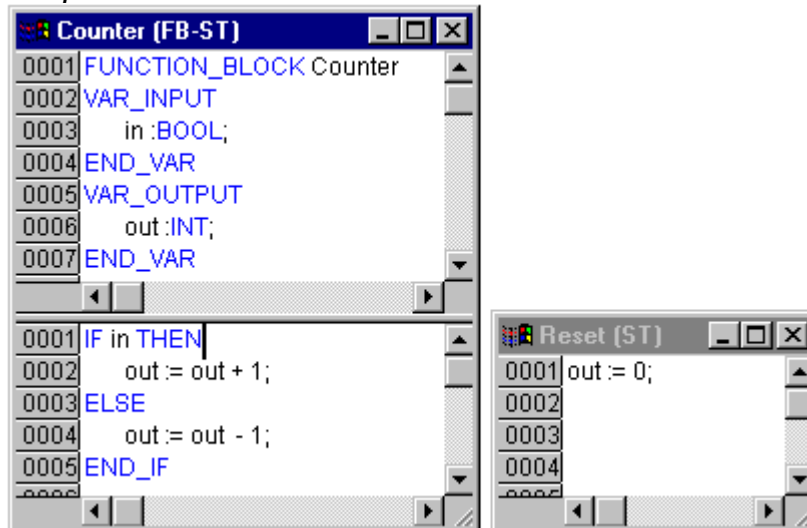 Counter (FB-ST)
0001 FUNCTION_BLOCK Counter
0002 VAR_INPUT
0003 in :BOOL;
0004 END_VAR
0005 VAR_OUTPUT
0006 out :INT;
0007 END_VAR
0001 IF in THEN
0002 out := out + 1;
0003 ELSE
0004 out := out - 1;
0005 END_IF
Reset (ST)
0001 out := 0;
0002
0003
0004